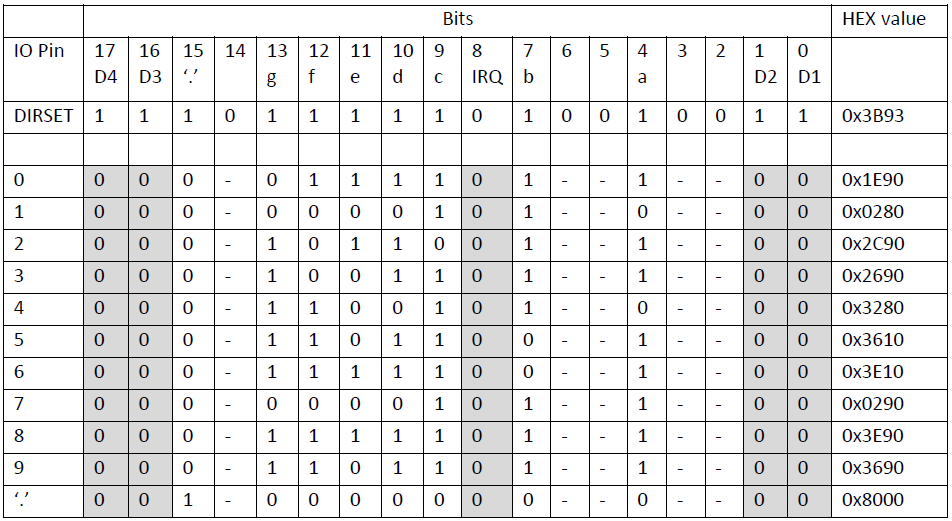 Bits HEX value
IO Pin 17 16 15 14 13 12 11 10 9 8 7 6 5 4 3 2 1 0
D4 D3 ‘.’ g f e d c IRQ b a D2 D1
DIRSET 1 1 1 0 1 1 1 1 1 0 1 0 0 1 0 0 1 1 0x3B93
0 0 0 0 - 0 1 1 1 1 0 1 - - 1 - - 0 0 0x1E90
1 0 0 0 - 0 0 0 0 1 0 1 - - 0 - - 0 0 0x0280
2 0 0 0 - 1 0 1 1 0 0 1 - - 1 - - 0 0 0x2C90
3 0 0 0 - 1 0 0 1 1 0 1 - - 1 - - 0 0 0x2690
4 0 0 0 - 1 1 0 0 1 0 1 - - 0 - - 0 0 0x3280
5 0 0 0 - 1 1 0 1 1 0 0 - - 1 - - 0 0 0x3610
6 0 0 0 - 1 1 1 1 1 0 0 - - 1 - - 0 0 0x3E10
7 0 0 0 - 0 0 0 0 1 0 1 - - 1 - - 0 0 0x0290
8 0 0 0 - 1 1 1 1 1 0 1 - - 1 - - 0 0 0x3E90
9 0 0 0 - 1 1 0 1 1 0 1 - - 1 - - 0 0 0x3690
‘.’ 0 0 1 - 0 0 0 0 0 0 0 - - 0 - - 0 0 0x8000